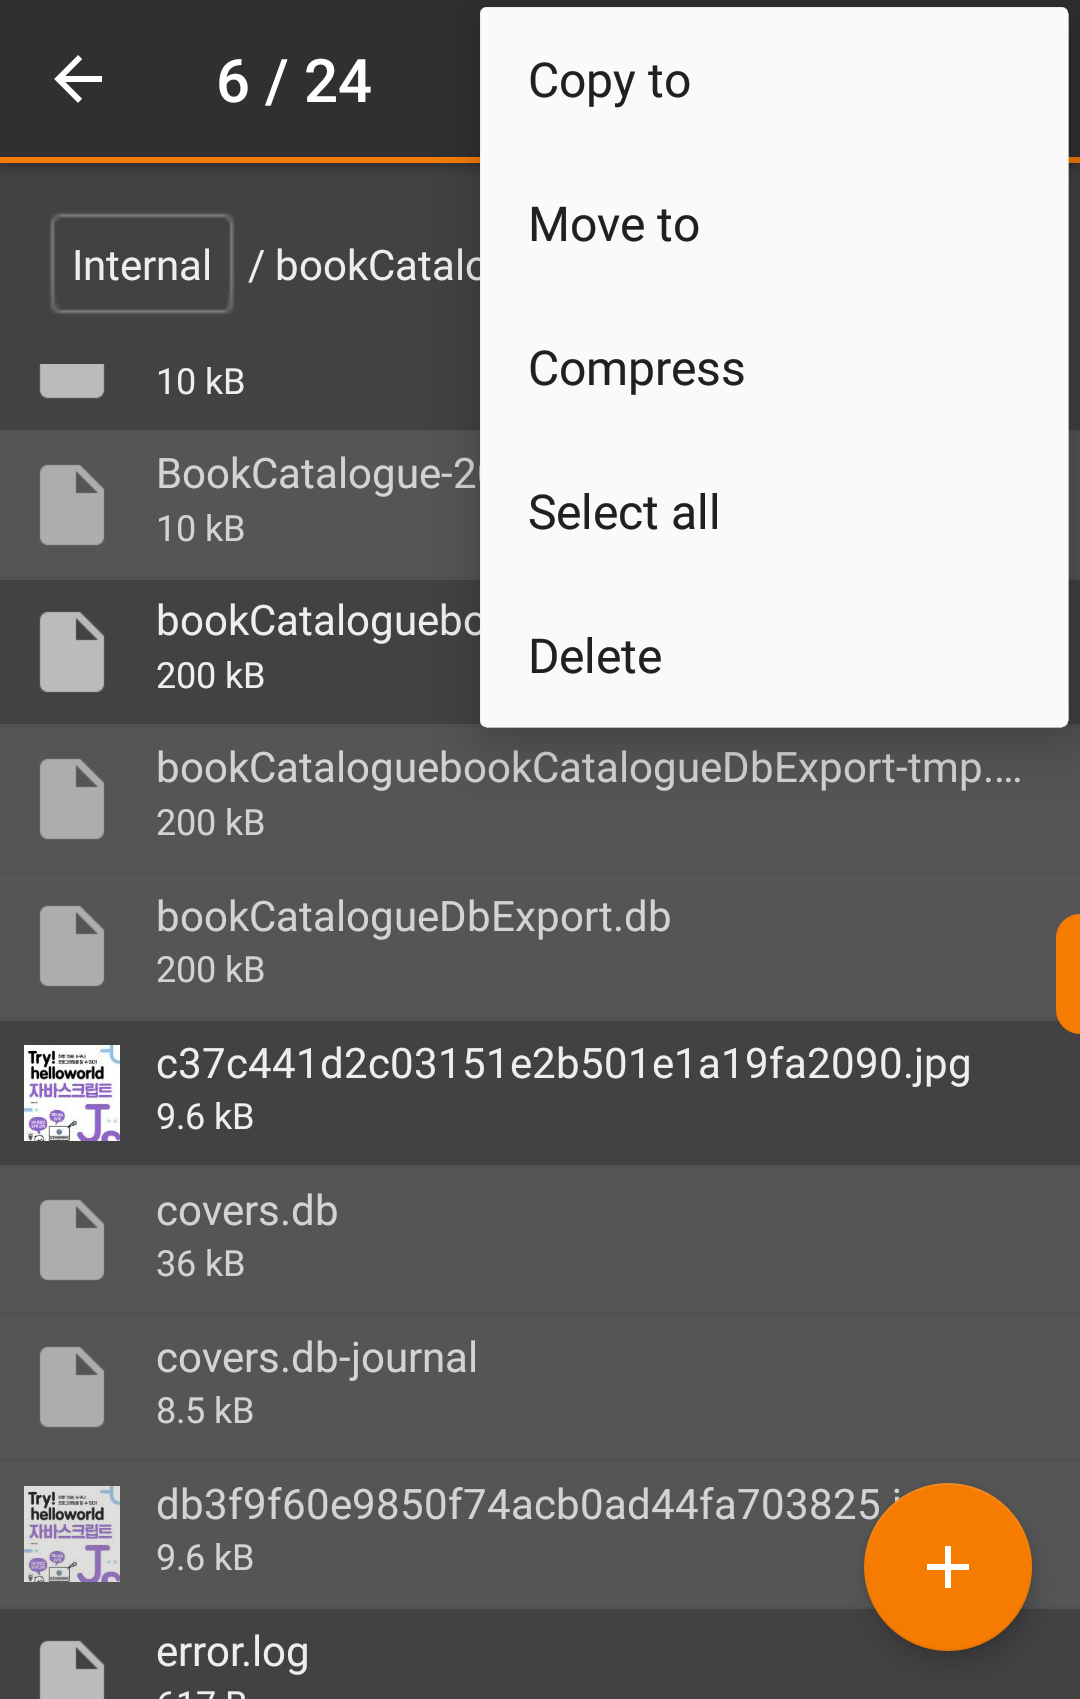 6 / 24
Copy to
Move to
Compress
Select all
Delete
Internal / bookCatalo
10 kB
BookCatalogue-2
10 kB
bookCataloguebo
200 kB
bookCataloguebookCatalogueDbExport-tmp.…
200 kB
bookCatalogueDbExport.db
200 kB
Try!
helloworld
자바스크립트
c37c441d2c03151e2b501e1a19fa2090.jpg
9.6 kB
covers.db
36 kB
covers.db-journal
8.5 kB
Try!
helloworld
자바스크립트
db3f9f60e9850f74acb0ad44fa703825.j
9.6 kB
error.log
617 B